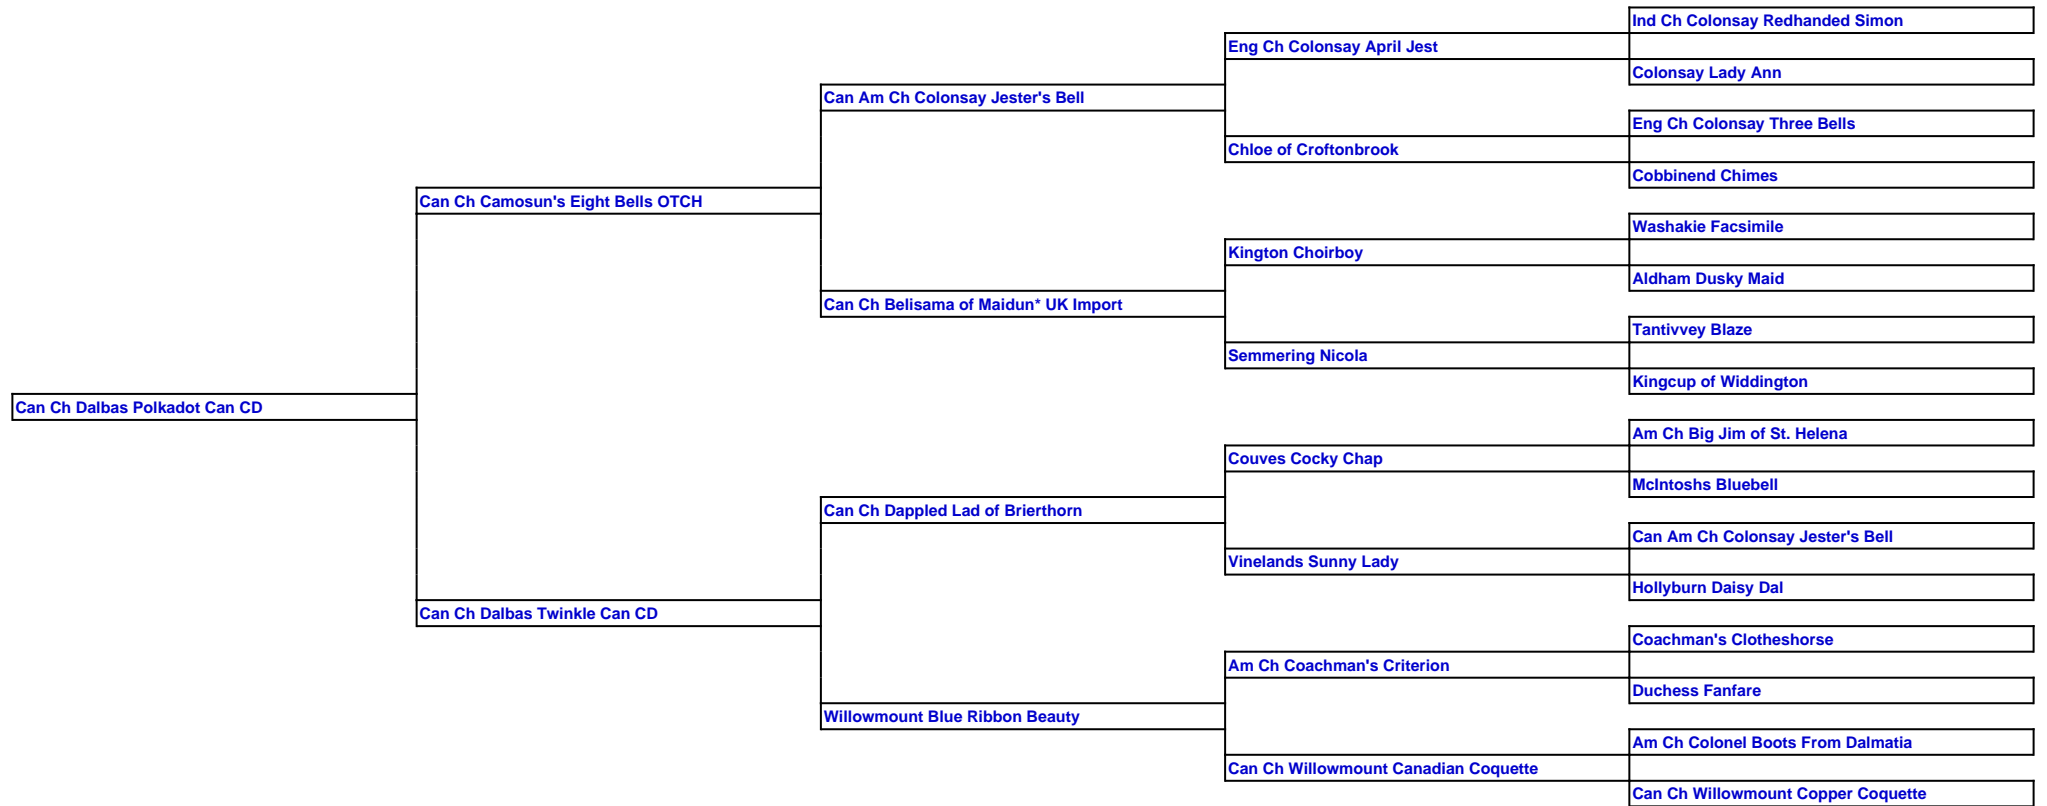 Ind Ch Colonsay Redhanded Simon
Eng Ch Colonsay April Jest
Colonsay Lady Ann
Can Am Ch Colonsay Jester's Bell
Eng Ch Colonsay Three Bells
Chloe of Croftonbrook
Cobbinend Chimes
Can Ch Camosun's Eight Bells OTCH
Washakie Facsimile
Kington Choirboy
Aldham Dusky Maid
Can Ch Belisama of Maidun* UK Import
Tantivvey Blaze
Semmering Nicola
Kingcup of Widdington
Can Ch Dalbas Polkadot Can CD
Am Ch Big Jim of St. Helena
Couves Cocky Chap
McIntoshs Bluebell
Can Ch Dappled Lad of Brierthorn
Can Am Ch Colonsay Jester's Bell
Vinelands Sunny Lady
Hollyburn Daisy Dal
Can Ch Dalbas Twinkle Can CD
Coachman's Clotheshorse
Am Ch Coachman's Criterion
Duchess Fanfare
Willowmount Blue Ribbon Beauty
Am Ch Colonel Boots From Dalmatia
Can Ch Willowmount Canadian Coquette
Can Ch Willowmount Copper Coquette